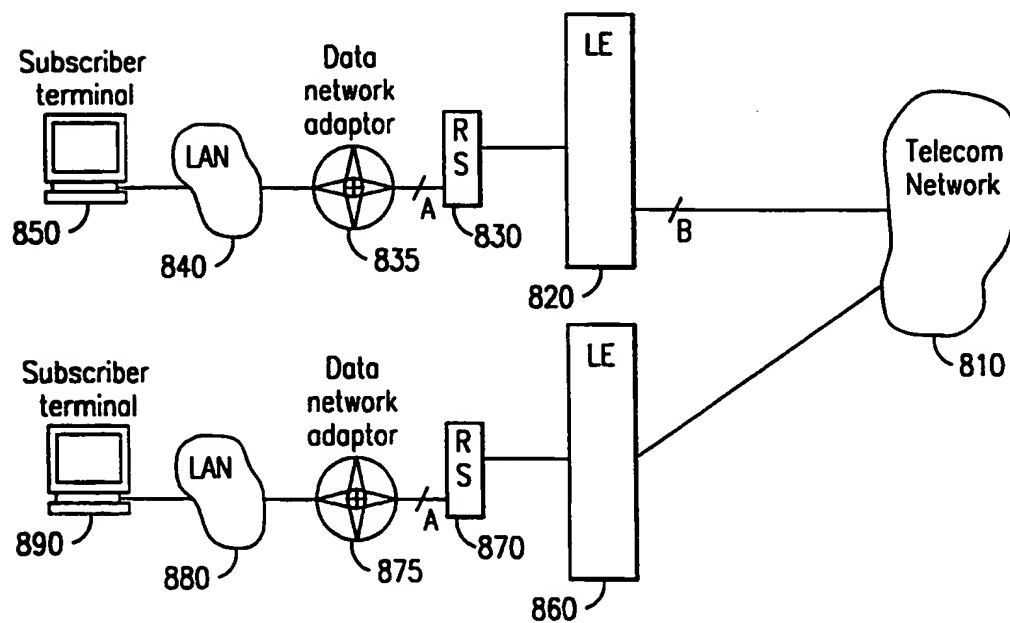 Subscriber
terminal
850
LAN
840
Data
network
adaptor
835
A
R
S
830
LE
820
B
Telecom
Network
810
Subscriber
terminal
890
LAN
880
Data
network
adaptor
875
A
R
S
870
LE
860